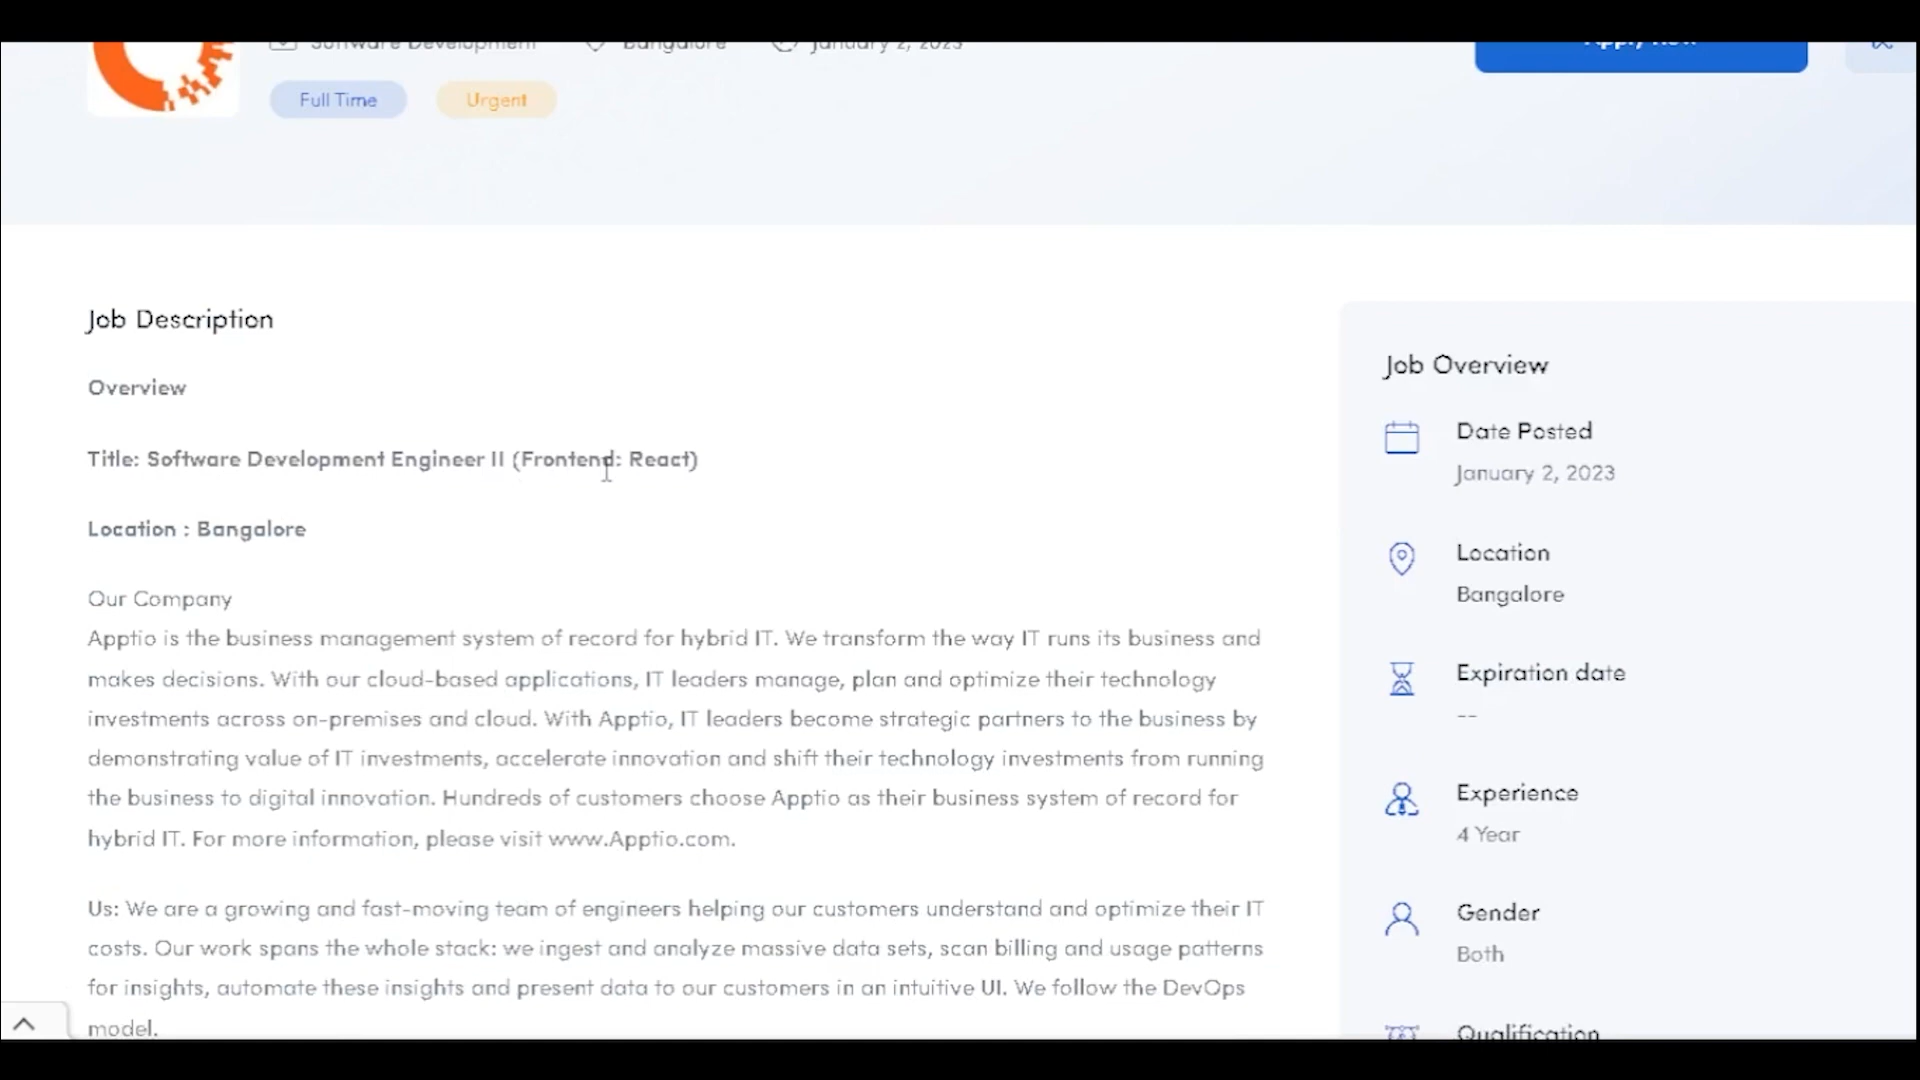 Software Development Bangalore January 2, 2023
Apply Now
Full Time Urgent
Job Description
Overview
Title: Software Development Engineer II (Frontend: React)
Location : Bangalore
Our Company
Apptio is the business management system of record for hybrid IT. We transform the way IT runs its business and
makes decisions. With our cloud-based applications, IT leaders manage, plan and optimize their technology
investments across on-premises and cloud. With Apptio, IT leaders become strategic partners to the business by
demonstrating value of IT investments, accelerate innovation and shift their technology investments from running
the business to digital innovation. Hundreds of customers choose Apptio as their business system of record for
hybrid IT. For more information, please visit www.Apptio.com.
Us: We are a growing and fast-moving team of engineers helping our customers understand and optimize their IT
costs. Our work spans the whole stack: we ingest and analyze massive data sets, scan billing and usage patterns
for insights, automate these insights and present data to our customers in an intuitive UI. We follow the DevOps
model.
Job Overview
Date Posted
January 2, 2023
Location
Bangalore
Expiration date
--
Experience
4 Year
Gender
Both
Qualification